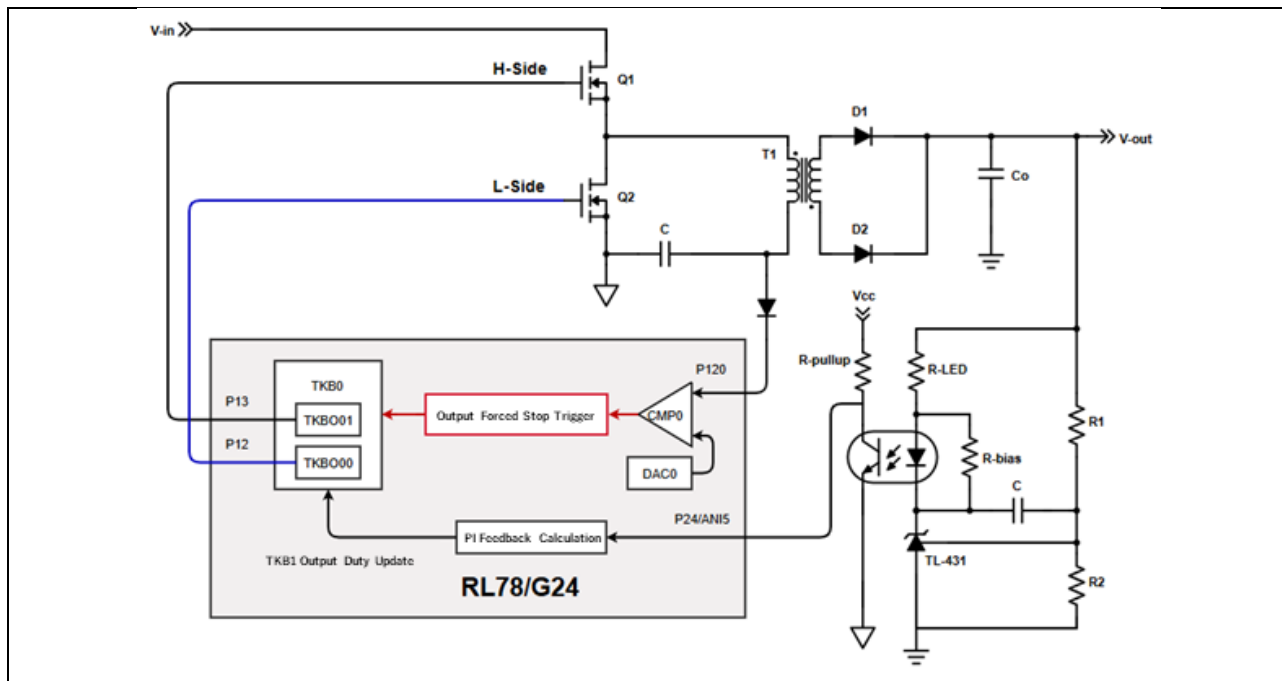 V-in
H-Side
Q1
D1
T1
V-out
Co
L-Side
Q2
C
D2
Vcc
R-pullup
R-LED
P120
TKB0
P13
TKBO01
Output Forced Stop Trigger
CMP0
R1
P12
TKBO00
DAC0
R-bias
C
P24/ANI5
PI Feedback Calculation
TKB1 Output Duty Update
TL-431
RL78/G24
R2